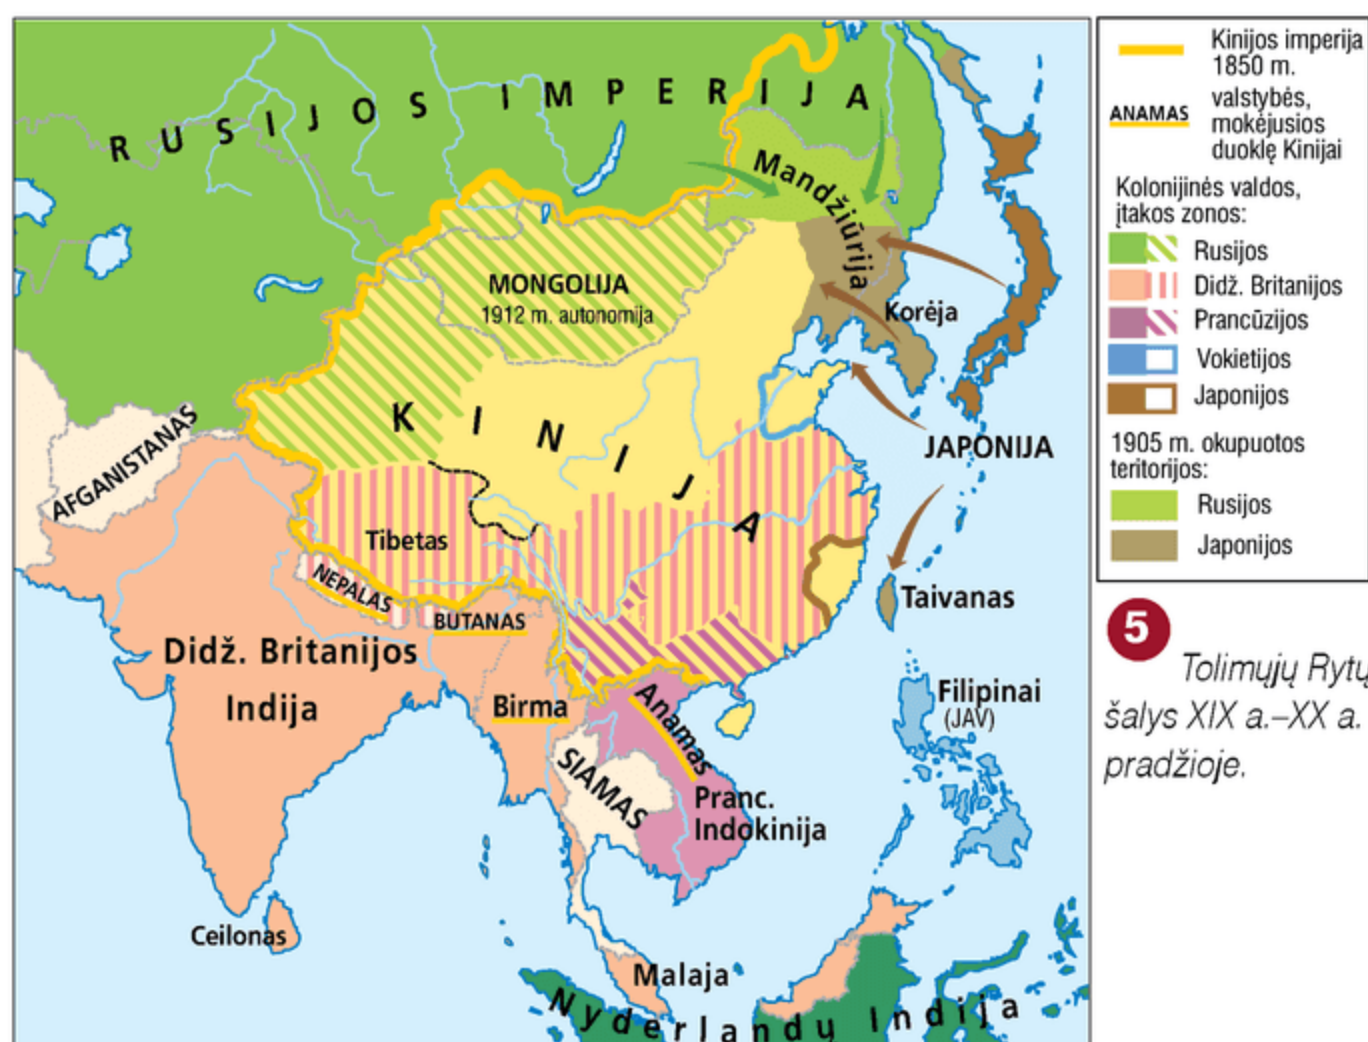 RUSIJOS IMPERIJA
Mandžiūrija
MONGOLIJA
1912 m. autonomija
Korėja
KINIJA
JAPONIJA
AFGANISTANAS
Tibetas
NEPALAS
BUTANAS
Taivanas
Didž. Britanijos
Indija
Birma
Anamas
Filipinai
(JAV)
SIAMAS
Pranc.
Indokinija
Ceilonas
Malaja
Nyderlandų Indija
Kinijos imperija
1850 m.
ANAMAS
valstybės,
mokėjusios
duoklę Kinijai
Kolonijinės valdos,
įtakos zonos:
Rusijos
Didž. Britanijos
Prancūzijos
Vokietijos
Japonijos
1905 m. okupuotos
teritorijos:
Rusijos
Japonijos
5
Tolimųjų Rytų
šalys XIX a.–XX a.
pradžioje.